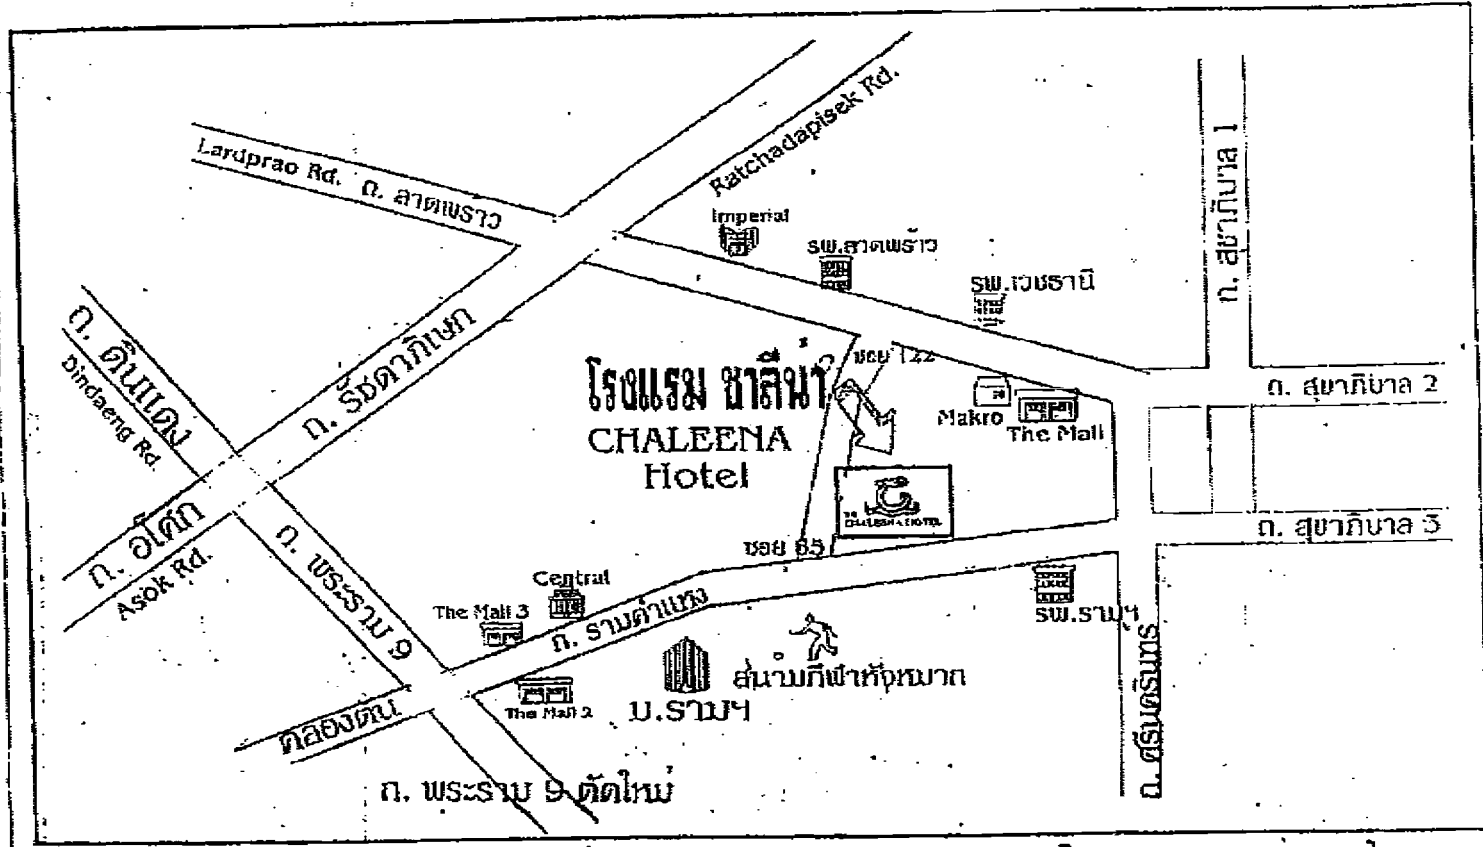 Ratchadapisek Rd.
Lardprao Rd. ถ. ลาดพราว
Imperial
รพ.ลาดพร้าว
รพ.เวชธานี
ถ. สุขาภิบาล 1
ถ. ดินแดง
Dindaeng Rd.
ถ. รัชดาภิเษก
โรงแรม ชาลีน่า
CHALEENA
Hotel
ซอย 122
Makro
The Mall
ถ. สุขาภิบาล 2
THE
CHALEENA HOTEL
ซอย 65
ถ. สุขาภิบาล 3
ถ. อโศก
Asok Rd.
ถ. พระราม 9
Central
The Mall 3
ถ. รามคำแหง
รพ.รามฯ
สนามกีฬาหัวหมาก
ม.รามฯ
The Mall 2
คลองตัน
ถ. ศรีนครินทร์
ถ. พระราม 9 ตัดใหม่